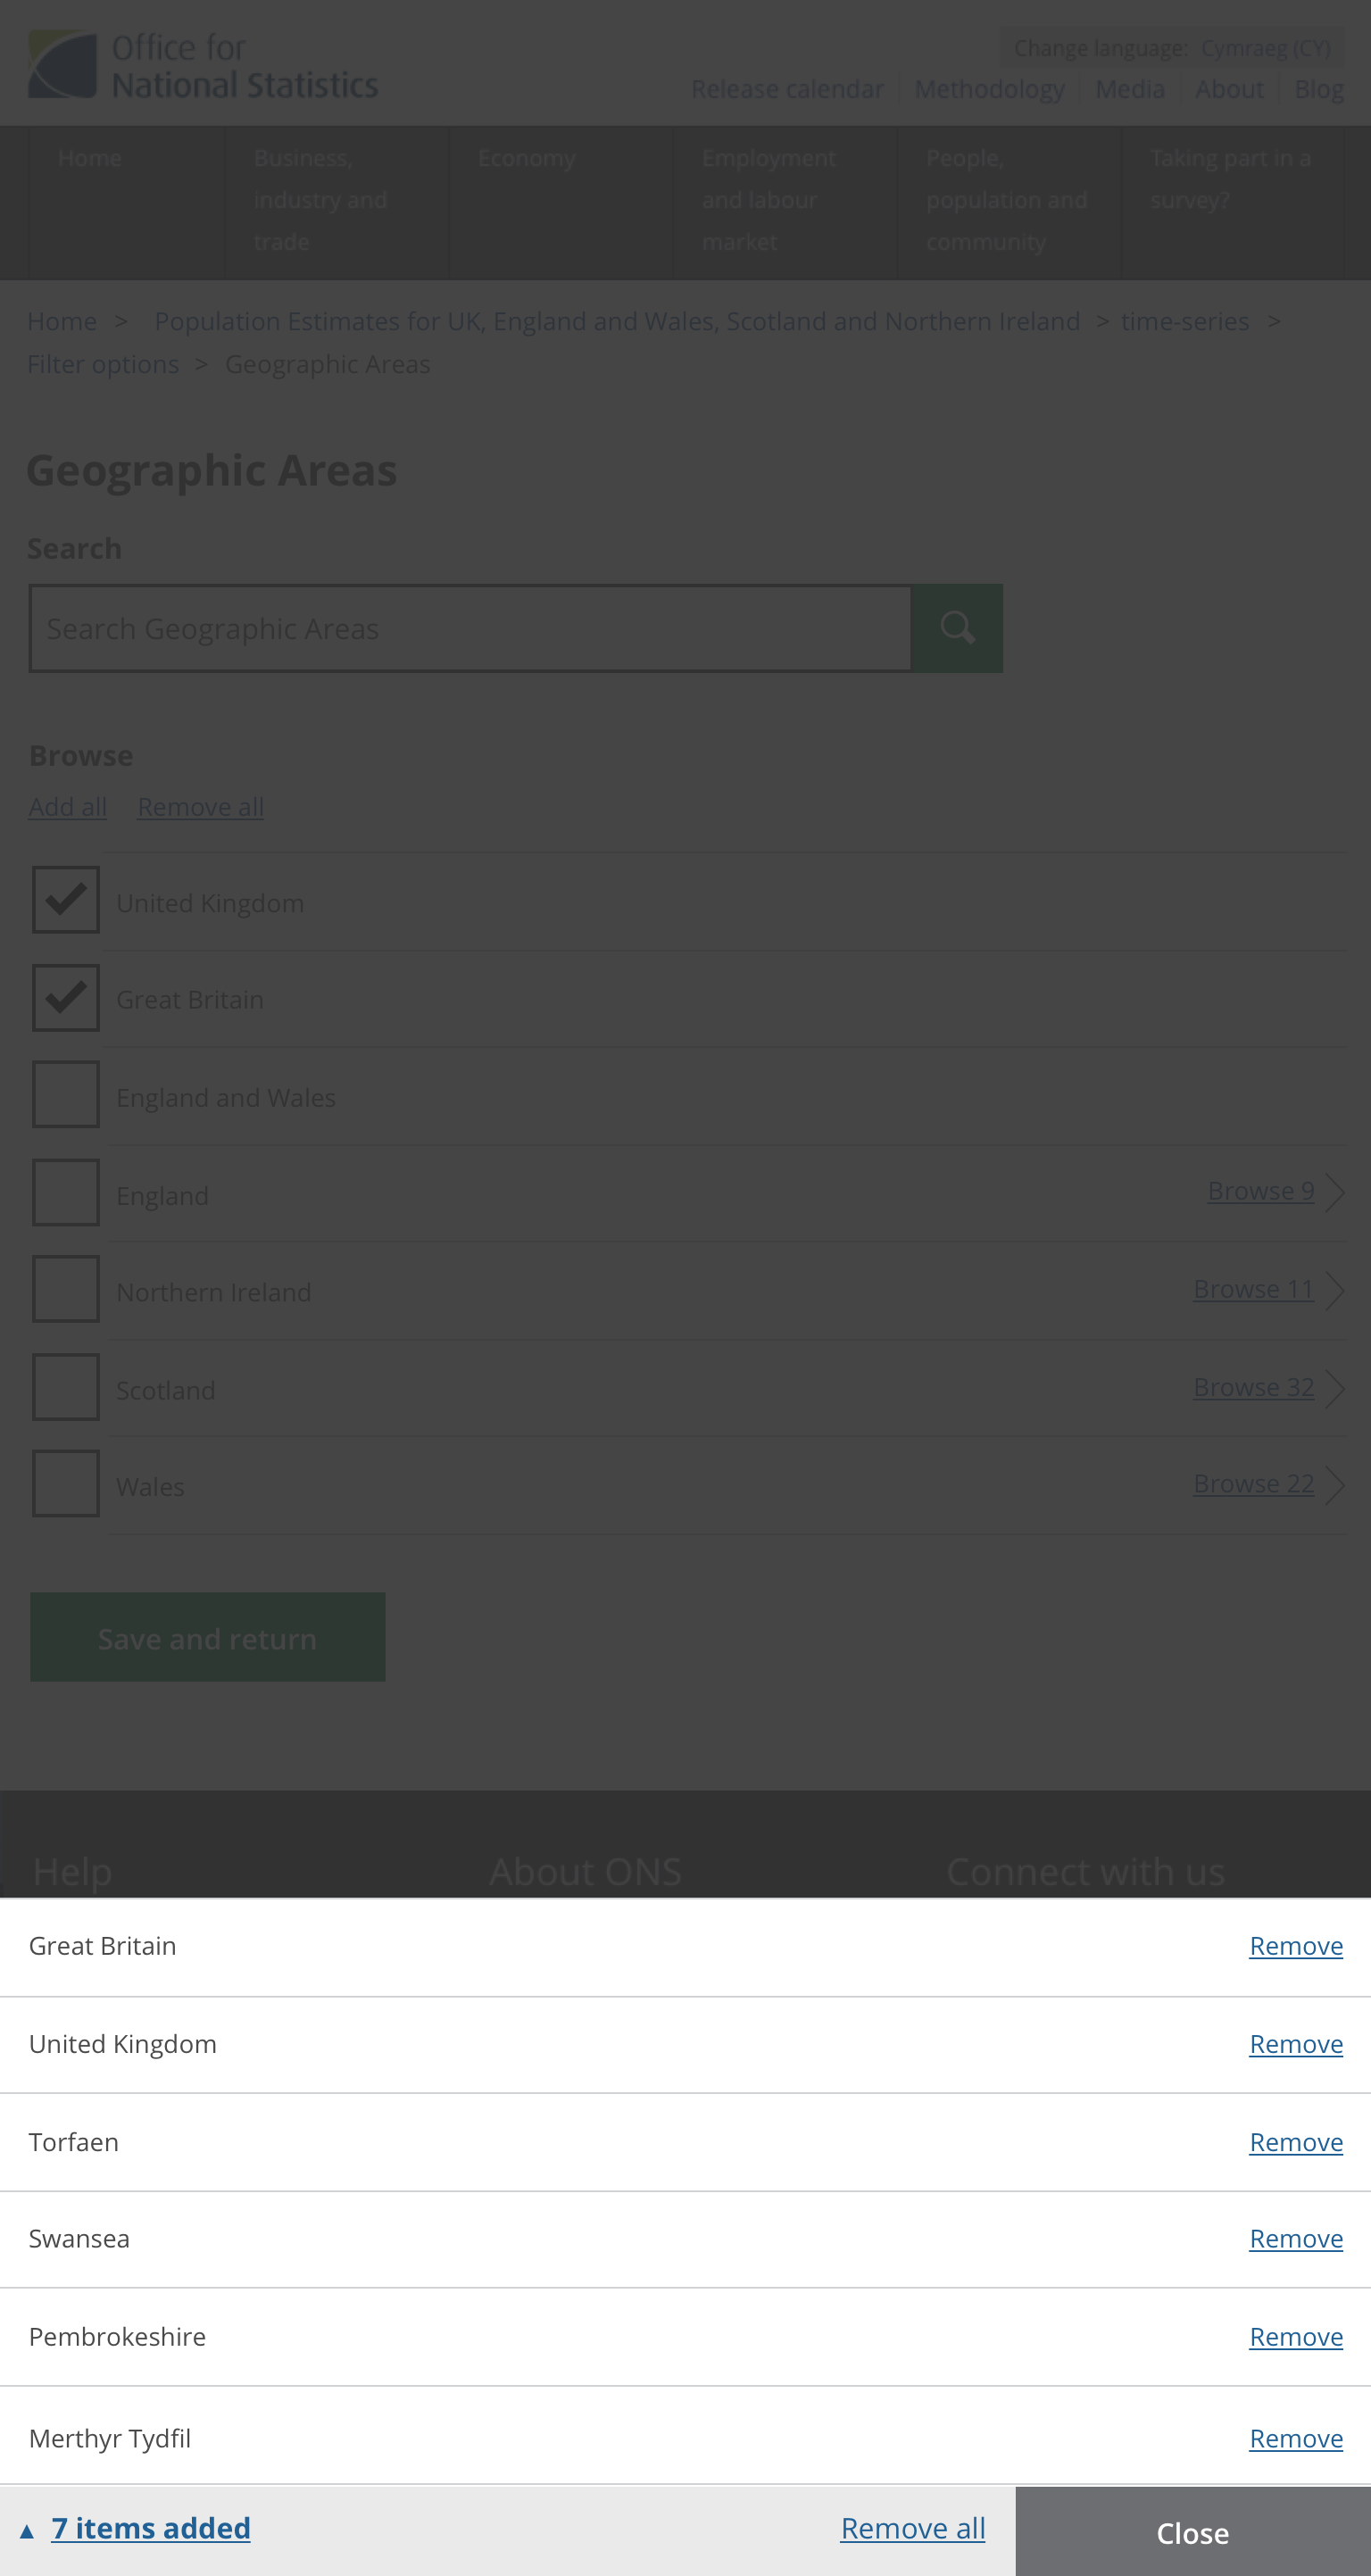 Office for
National Statistics
Change language: Cymraeg (CY)
Release calendar Methodology Media About Blog
Home
Business,
industry and
trade
Economy
Employment
and labour
market
People,
population and
community
Taking part in a
survey?
Home > Population Estimates for UK, England and Wales, Scotland and Northern Ireland > time-series >
Filter options > Geographic Areas
Geographic Areas
Search
Search Geographic Areas
Browse
Add all Remove all
United Kingdom
Great Britain
England and Wales
England Browse 9
Northern Ireland Browse 11
Scotland Browse 32
Wales Browse 22
Save and return
Help About ONS Connect with us
Great Britain Remove
United Kingdom Remove
Torfaen Remove
Swansea Remove
Pembrokeshire Remove
Merthyr Tydfil Remove
▲ 7 items added Remove all Close